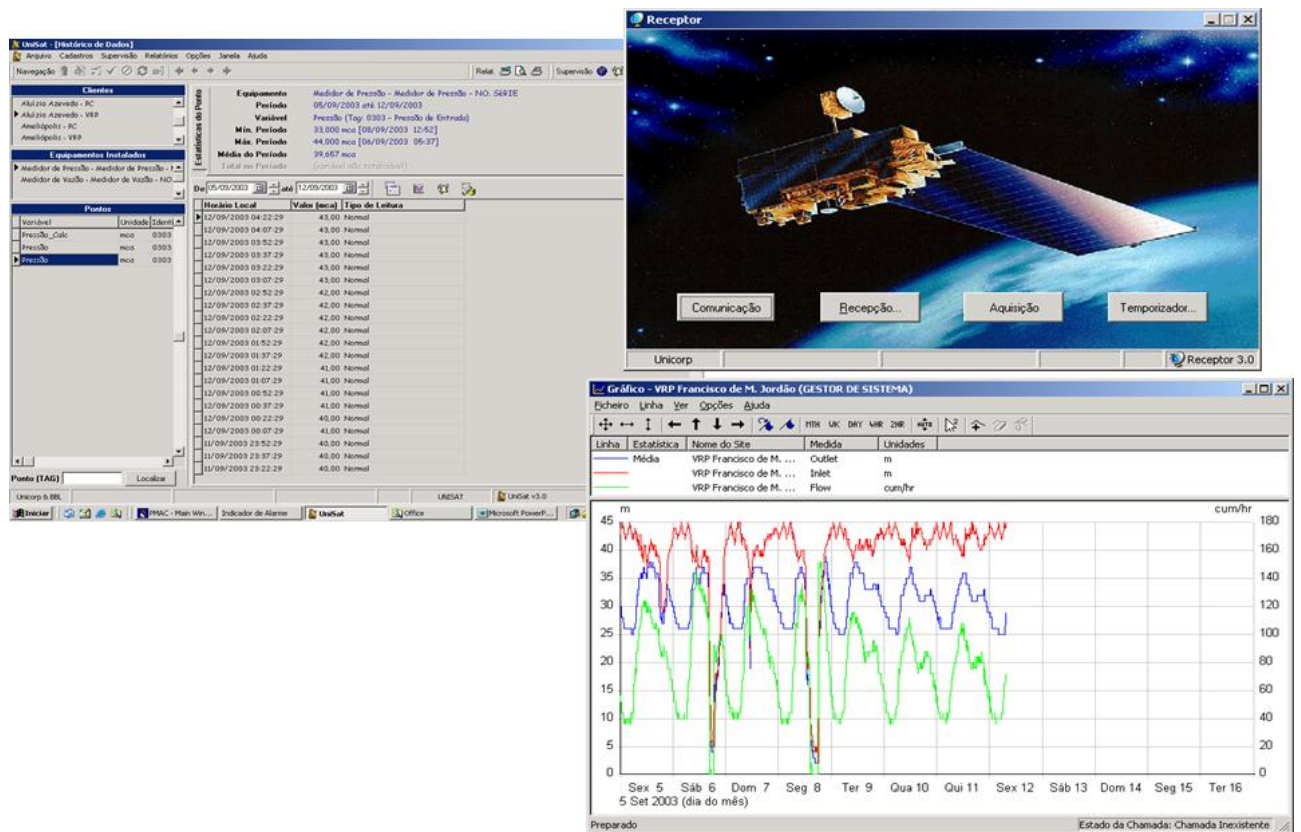 UniSat - [Histórico de Dados]
Arquivo Cadastros Supervisão Relatórios Opções Janela Ajuda
Navegação
Relat. Supervisão
Clientes
Aluízio Azevedo - PC
Aluízio Azevedo - VRP
Ameliópolis - PC
Ameliópolis - VRP
Equipamentos Instalados
Medidor de Pressão - Medidor de Pressão - N
Medidor de Vazão - Medidor de Vazão - NO.
Pontos
Variável Unidade Identi
Pressão_Calc mca 0303
Pressão mca 0303
Pressão mca 0303
Ponto (TAG) Localizar
Estatísticas do Ponto
Equipamento Medidor de Pressão - Medidor de Pressão - NO. SéRIE
Período 05/09/2003 até 12/09/2003
Variável Pressão (Tag: 0303 - Pressão de Entrada)
Mín. Período 33,000 mca [08/09/2003 12:52]
Máx. Período 44,000 mca [06/09/2003 05:37]
Média do Período 39,657 mca
Total no Período (variável não totalizável)
De 05/09/2003 até 12/09/2003
Horário Local Valor (mca) Tipo de Leitura
12/09/2003 04:22:29 43,00 Normal
12/09/2003 04:07:29 43,00 Normal
12/09/2003 03:52:29 43,00 Normal
12/09/2003 03:37:29 43,00 Normal
12/09/2003 03:22:29 43,00 Normal
12/09/2003 03:07:29 43,00 Normal
12/09/2003 02:52:29 42,00 Normal
12/09/2003 02:37:29 42,00 Normal
12/09/2003 02:22:29 42,00 Normal
12/09/2003 02:07:29 42,00 Normal
12/09/2003 01:52:29 42,00 Normal
12/09/2003 01:37:29 42,00 Normal
12/09/2003 01:22:29 41,00 Normal
12/09/2003 01:07:29 41,00 Normal
12/09/2003 00:52:29 41,00 Normal
12/09/2003 00:37:29 41,00 Normal
12/09/2003 00:22:29 40,00 Normal
12/09/2003 00:07:29 41,00 Normal
11/09/2003 23:52:29 40,00 Normal
11/09/2003 23:37:29 40,00 Normal
11/09/2003 23:22:29 40,00 Normal
Unicorp & BBL UNISAT UniSat v3.0
Iniciar PMAC - Main Win... Indicador de Alarme UniSat Office Microsoft PowerP...
Receptor
Comunicação Recepção... Aquisição Temporizador...
Unicorp Receptor 3.0
Gráfico - VRP Francisco de M. Jordão (GESTOR DE SISTEMA)
Ficheiro Linha Ver Opções Ajuda
MTH WK DAY 4HR 2HR AUTO
Linha Estatística Nome do Site Medida Unidades
Média VRP Francisco de M. ... Outlet m
VRP Francisco de M. ... Inlet m
VRP Francisco de M. ... Flow cum/hr
m cum/hr
45 180
40 160
35 140
30 120
25 100
20 80
15 60
10 40
5 20
0 0
Sex 5 Sáb 6 Dom 7 Seg 8 Ter 9 Qua 10 Qui 11 Sex 12 Sáb 13 Dom 14 Seg 15 Ter 16
5 Set 2003 (dia do mês)
Preparado Estado da Chamada: Chamada Inexistente